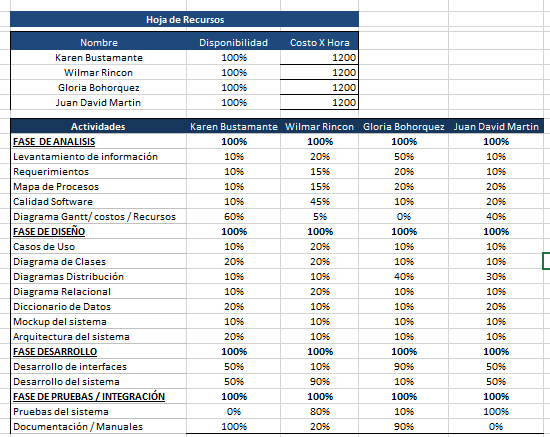 Hoja de Recursos
Nombre Disponibilidad Costo X Hora
Karen Bustamante 100% 1200
Wilmar Rincon 100% 1200
Gloria Bohorquez 100% 1200
Juan David Martin 100% 1200
Actividades Karen Bustamante Wilmar Rincon Gloria Bohorquez Juan David Martin
FASE DE ANALISIS 100% 100% 100% 100%
Levantamiento de información 10% 20% 50% 10%
Requerimientos 10% 15% 20% 10%
Mapa de Procesos 10% 15% 20% 20%
Calidad Software 10% 45% 10% 20%
Diagrama Gantt/ costos / Recursos 60% 5% 0% 40%
FASE DE DISEÑO 100% 100% 100% 100%
Casos de Uso 10% 20% 10% 10%
Diagrama de Clases 20% 20% 10% 10%
Diagramas Distribución 10% 10% 40% 30%
Diagrama Relacional 10% 20% 10% 10%
Diccionario de Datos 20% 10% 10% 20%
Mockup del sistema 10% 10% 10% 10%
Arquitectura del sistema 20% 10% 10% 10%
FASE DESARROLLO 100% 100% 100% 100%
Desarrollo de interfaces 50% 10% 90% 50%
Desarrollo del sistema 50% 90% 10% 50%
FASE DE PRUEBAS / INTEGRACIÓN 100% 100% 100% 100%
Pruebas del sistema 0% 80% 10% 100%
Documentación / Manuales 100% 20% 90% 0%